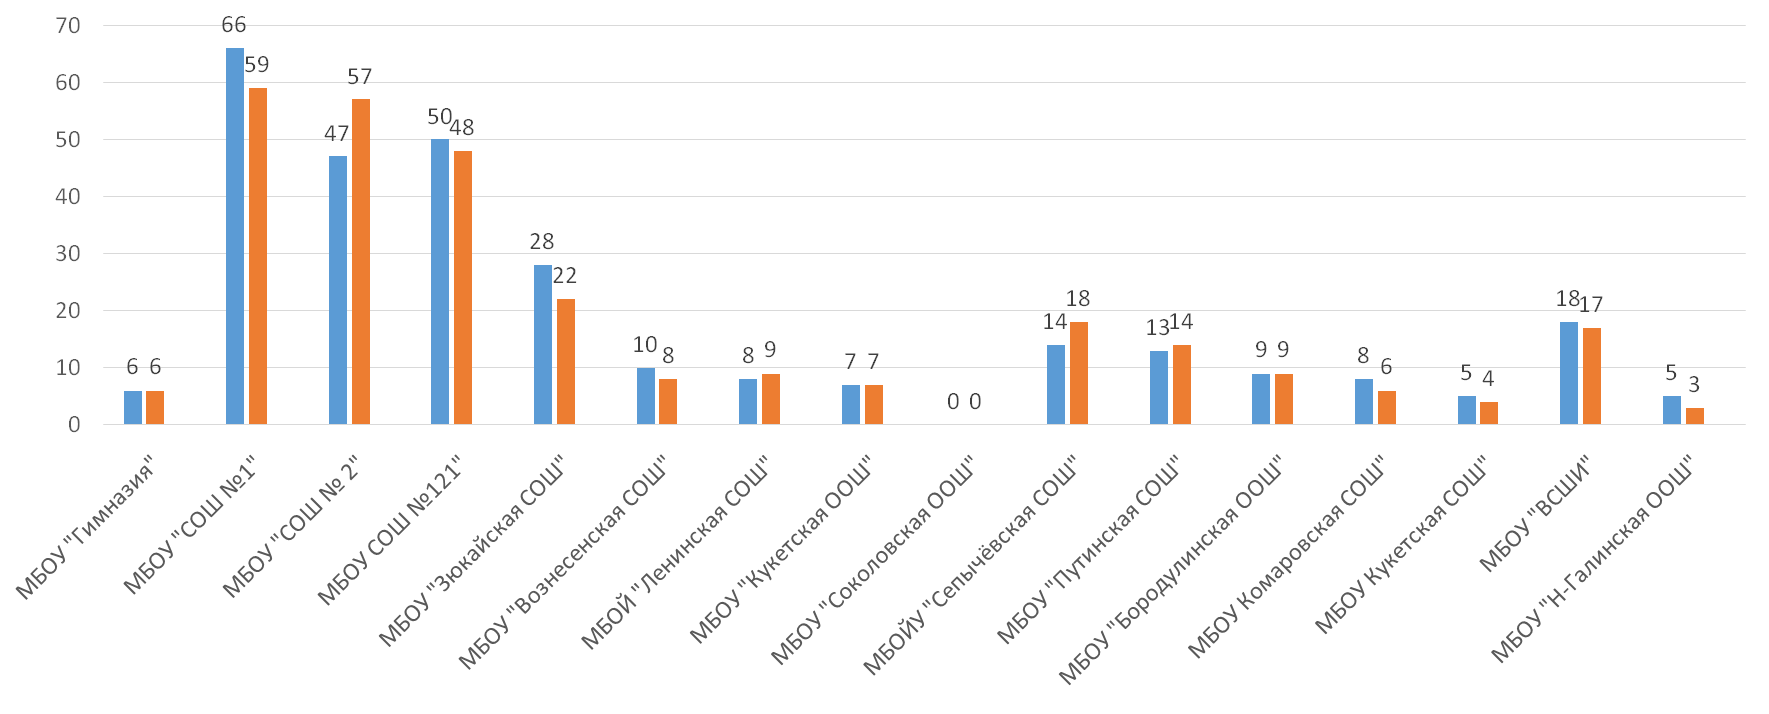 70
60
50
40
30
20
10
0
6 6
66 59
47 57
50 48
28 22
10 8
8 9
7 7
0 0
14 18
13 14
9 9
8 6
5 4
18 17
5 3
МБОУ "Гимназия"
МБОУ "СОШ №1"
МБОУ "СОШ № 2"
МБОУ СОШ №121"
МБОУ "Зюкайская СОШ"
МБОУ "Вознесенская СОШ"
МБОЙ "Ленинская СОШ"
МБОУ "Кукетская ООШ"
МБОУ "Соколовская ООШ"
МБОЙУ "Сепычёвская СОШ"
МБОУ "Путинская СОШ"
МБОУ "Бородулинская ООШ"
МБОУ Комаровская СОШ"
МБОУ Кукетская СОШ"
МБОУ "ВСШИ"
МБОУ "Н-Галинская ООШ"